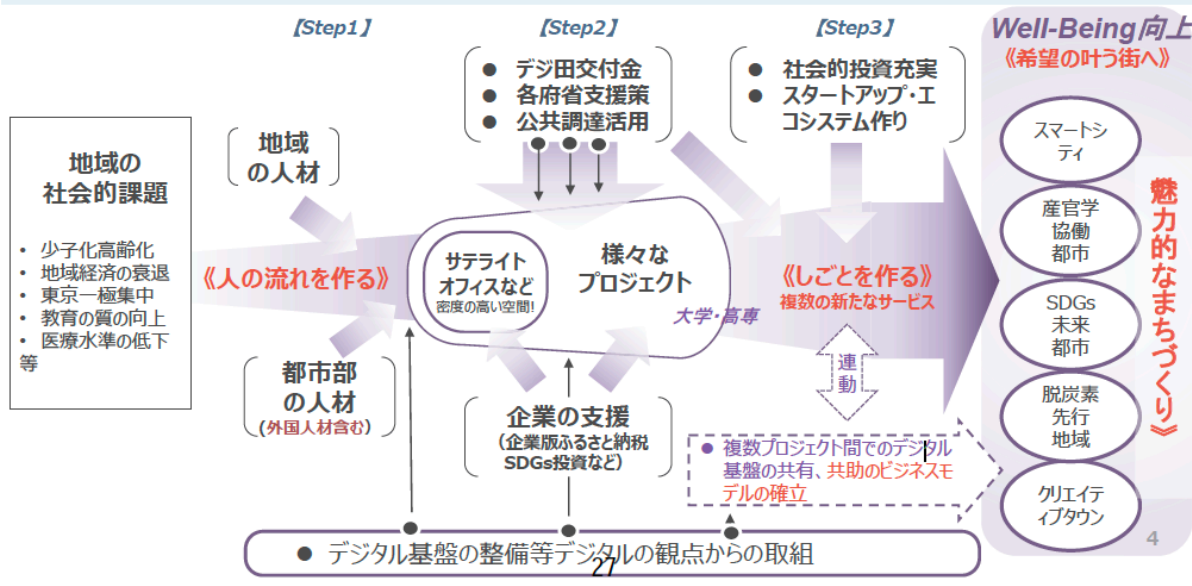 【Step1】
【Step2】
【Step3】
Well-Being向上
《希望の叶う街へ》
● デジ田交付金
● 各府省支援策
● 公共調達活用
● 社会的投資充実
● スタートアップ・エ
コシステム作り
地域の
社会的課題
• 少子化高齢化
• 地域経済の衰退
• 東京一極集中
• 教育の質の向上
• 医療水準の低下
等
地域
の人材
《人の流れを作る》
都市部
の人材
(外国人材含む)
サテライト
オフィスなど
密度の高い空間!
様々な
プロジェクト
大学・高専
企業の支援
(企業版ふるさと納税
SDGs投資など)
《しごとを作る》
複数の新たなサービス
連
動
● 複数プロジェクト間でのデジタル
基盤の共有、共助のビジネスモ
デルの確立
スマートシ
ティ
産官学
協働
都市
SDGs
未来
都市
脱炭素
先行
地域
クリエイテ
ィブタウン
魅力的なまちづくり》
4
● デジタル基盤の整備等デジタルの観点からの取組
27